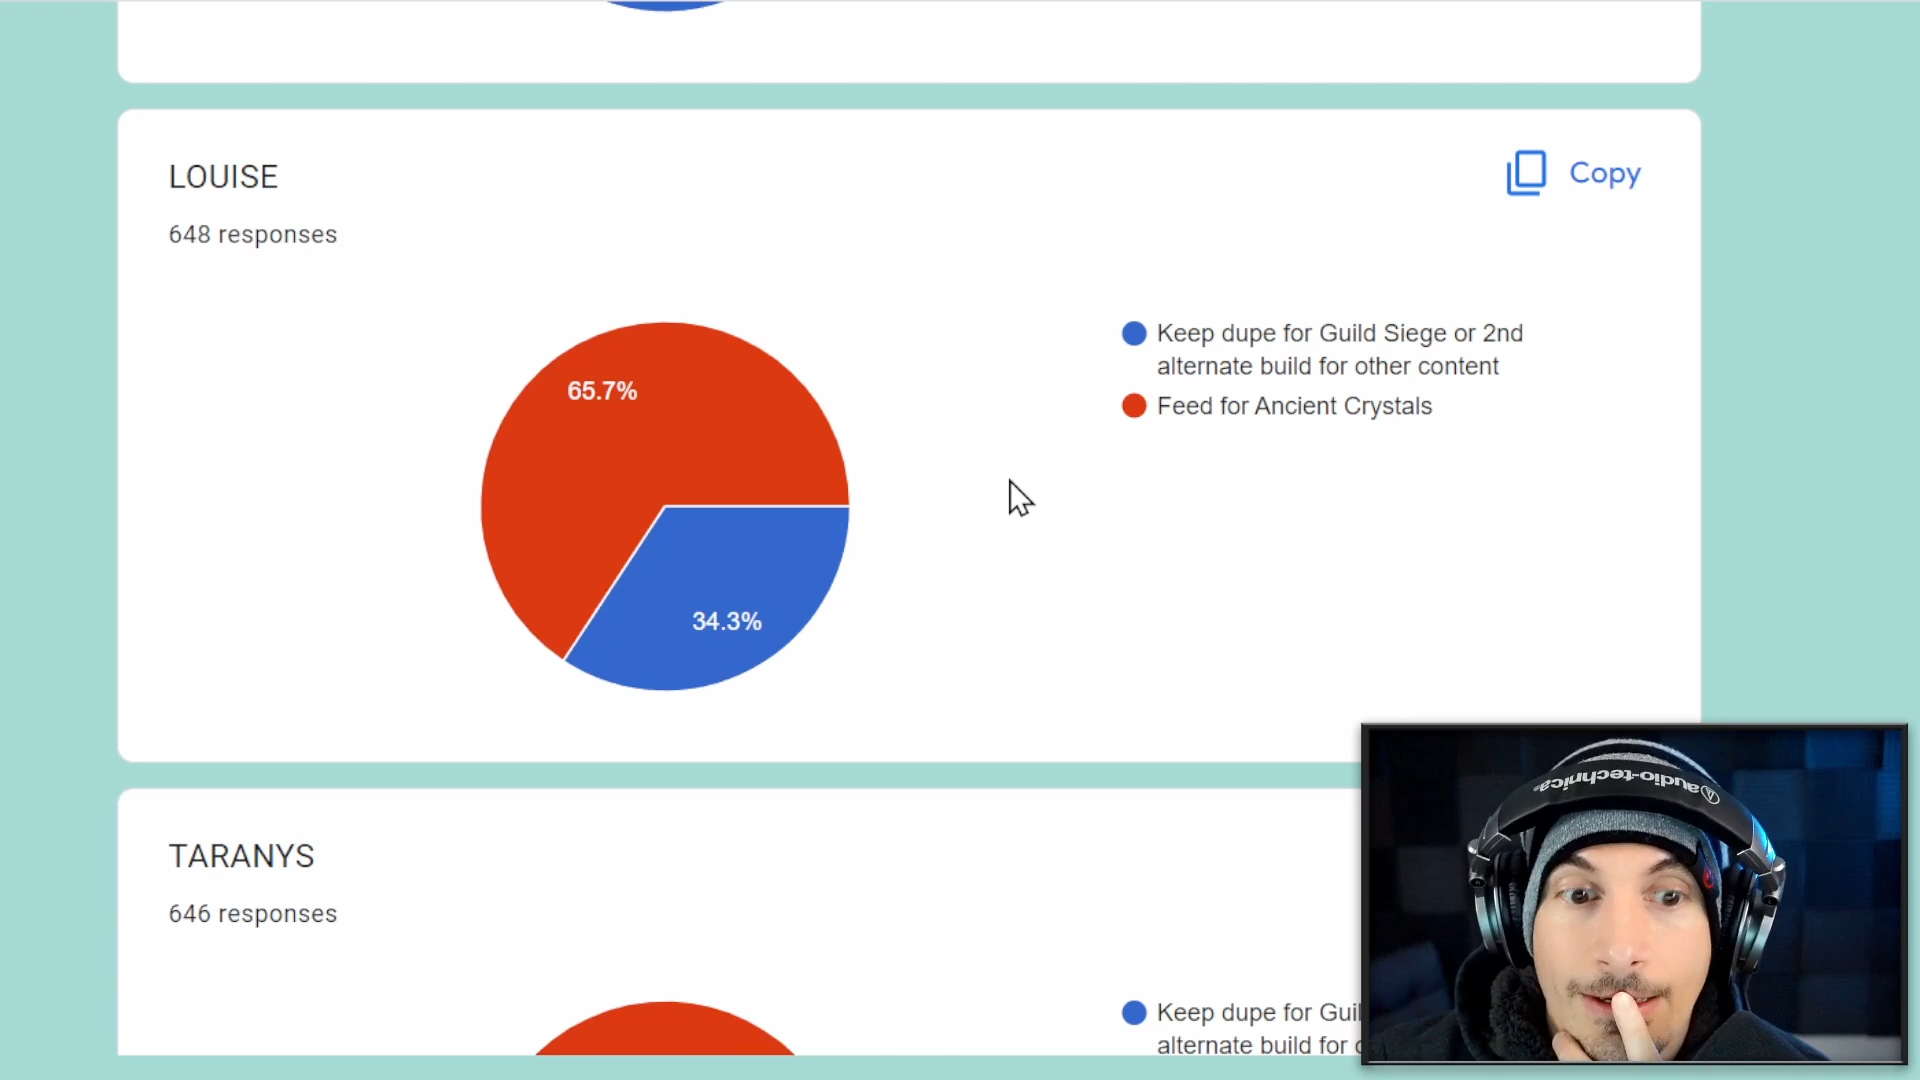 LOUISE
Copy
648 responses
65.7%
34.3%
Keep dupe for Guild Siege or 2nd
alternate build for other content
Feed for Ancient Crystals
TARANYS
646 responses
Keep dupe for Gui
alternate build for
audio-technica